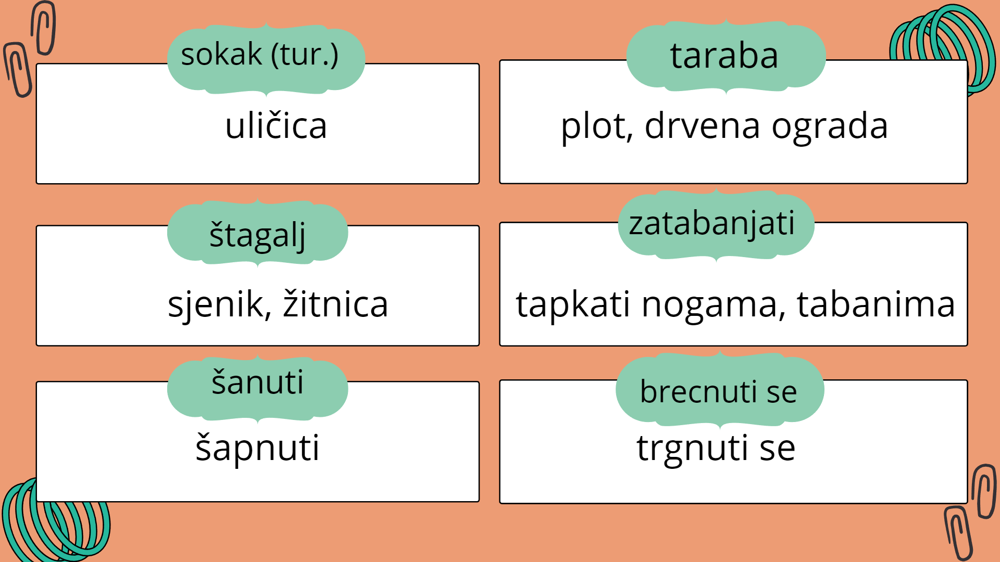 sokak (tur.)
uličica
taraba
plot, drvena ograda
štagalj
sjenik, žitnica
zatabanjati
tapkati nogama, tabanima
šanuti
šapnuti
brecnuti se
trgnuti se